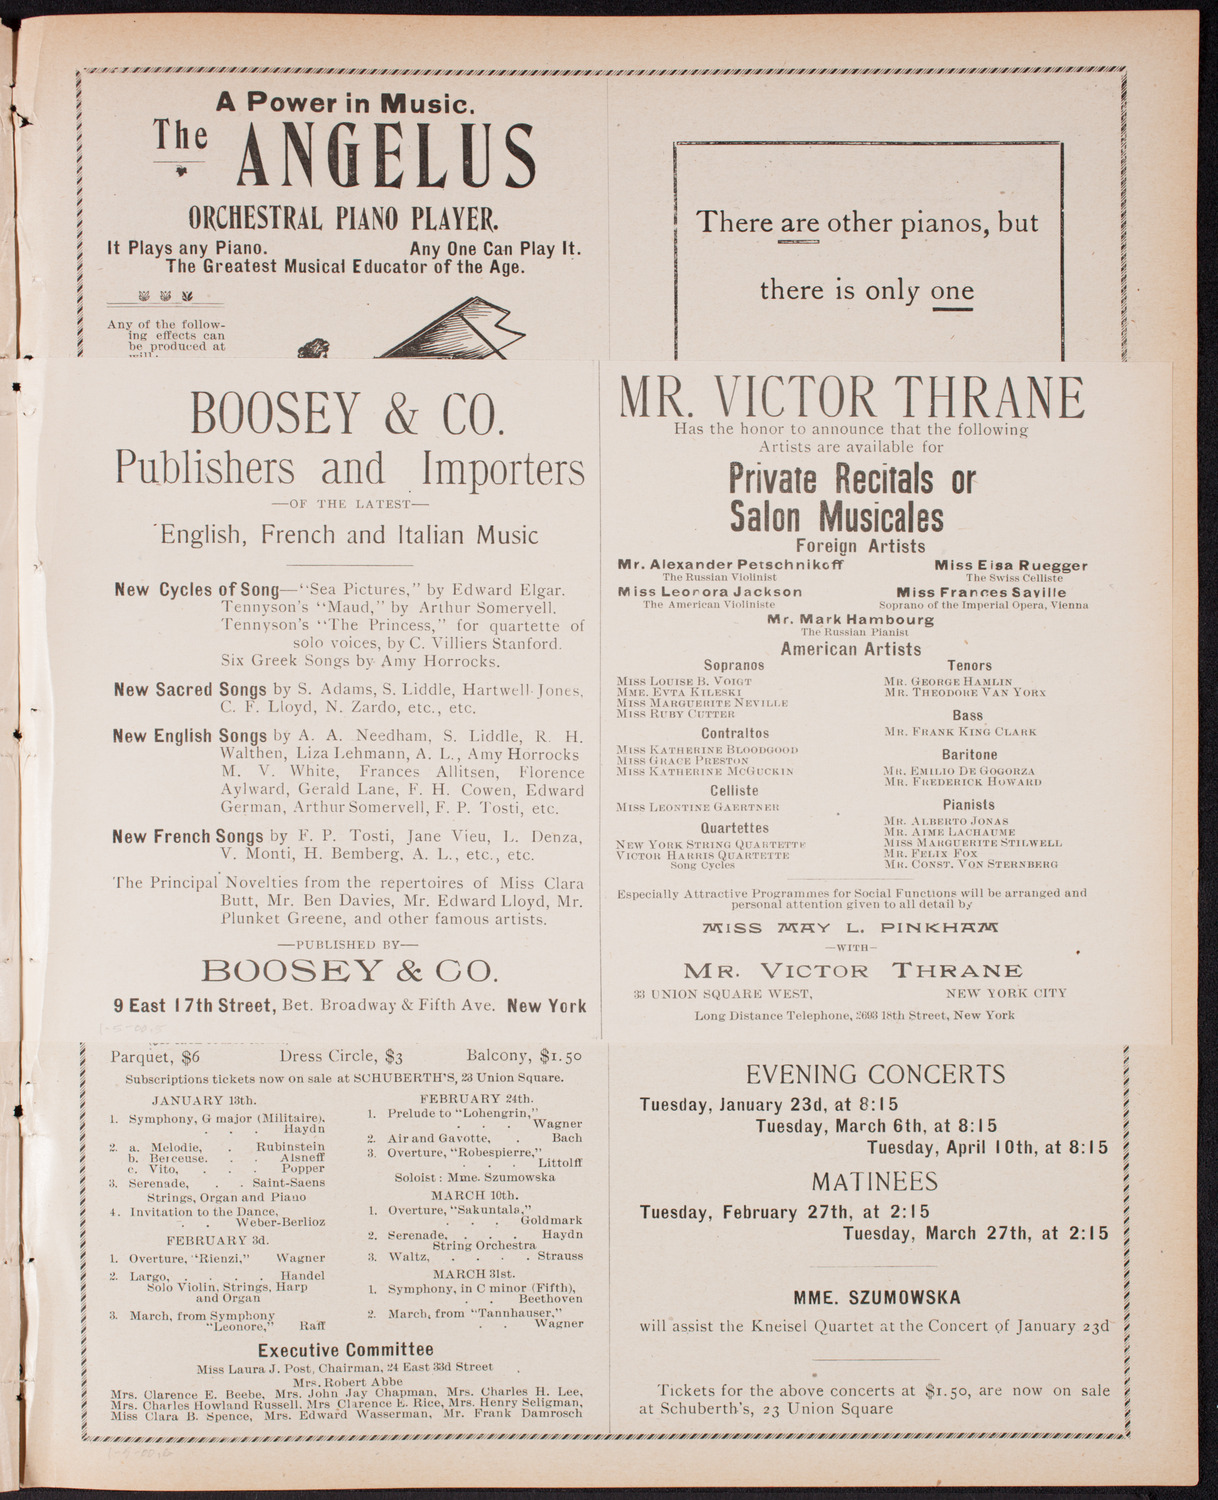 A Power in Music.
The ANGELUS
ORCHESTRAL PIANO PLAYER.
It Plays any Piano. Any One Can Play It.
The Greatest Musical Educator of the Age.
Any of the follow-
ing effects can
be produced at
There are other pianos, but
there is only one
BOOSEY & CO.
Publishers and Importers
—OF THE LATEST—
English, French and Italian Music
New Cycles of Song—"Sea Pictures," by Edward Elgar.
Tennyson's "Maud," by Arthur Somervell.
Tennyson's "The Princess," for quartette of
solo voices, by C. Villiers Stanford.
Six Greek Songs by Amy Horrocks.
New Sacred Songs by S. Adams, S. Liddle, Hartwell-Jones,
C. F. Lloyd, N. Zardo, etc., etc.
New English Songs by A. A. Needham, S. Liddle, R. H.
Walthen, Liza Lehmann, A. L., Amy Horrocks
M. V. White, Frances Allitsen, Florence
Aylward, Gerald Lane, F. H. Cowen, Edward
German, Arthur Somervell, F. P. Tosti, etc.
New French Songs by F. P. Tosti, Jane Vieu, L. Denza,
V. Monti, H. Bemberg, A. L., etc., etc.
The Principal Novelties from the repertoires of Miss Clara
Butt, Mr. Ben Davies, Mr. Edward Lloyd, Mr.
Plunket Greene, and other famous artists.
—PUBLISHED BY—
BOOSEY & CO.
9 East 17th Street, Bet. Broadway & Fifth Ave. New York
MR. VICTOR THRANE
Has the honor to announce that the following
Artists are available for
Private Recitals or
Salon Musicales
Foreign Artists
Mr. Alexander Petschnikoff
The Russian Violinist
Miss Elsa Ruegger
The Swiss Celliste
Miss Leonora Jackson
The American Violiniste
Miss Frances Saville
Soprano of the Imperial Opera, Vienna
Mr. Mark Hambourg
The Russian Pianist
American Artists
Sopranos
MISS LOUISE B. VOIGT
MME. EVTA KILESKI
MISS MARGUERITE NEVILLE
MISS RUBY CUTTER
Contraltos
MISS KATHERINE BLOODGOOD
MISS GRACE PRESTON
MISS KATHERINE MCGUCKIN
Celliste
MISS LEONTINE GAERTNER
Quartettes
NEW YORK STRING QUARTETTE
VICTOR HARRIS QUARTETTE
Song Cycles
Tenors
MR. GEORGE HAMLIN
MR. THEODORE VAN YORX
Bass
MR. FRANK KING CLARK
Baritone
MR. EMILIO DE GOGORZA
MR. FREDERICK HOWARD
Pianists
MR. ALBERTO JONAS
MR. AIME LACHAUME
MISS MARGUERITE STILWELL
MR. FELIX FOX
MR. CONST. VON STERNBERG
Especially Attractive Programmes for Social Functions will be arranged and
personal attention given to all detail by
MISS MAY L. PINKHAM
—WITH—
MR. VICTOR THRANE
33 UNION SQUARE WEST, NEW YORK CITY
Long Distance Telephone, 2693 18th Street, New York
Parquet, $6 Dress Circle, $3 Balcony, $1.50
Subscriptions tickets now on sale at SCHUBERTH'S, 23 Union Square.
JANUARY 13th.
1. Symphony, G major (Militaire),
. . . Haydn
2. a. Melodie, . Rubinstein
b. Berceuse. . . Alsneff
c. Vito, . . . Popper
3. Serenade, . . Saint-Saens
Strings, Organ and Piano
4. Invitation to the Dance,
. . Weber-Berlioz
FEBRUARY 3d.
1. Overture, "Rienzi," Wagner
2. Largo, . . . . Handel
Solo Violin, Strings, Harp
and Organ
3. March, from Symphony
"Leonore," Raff
FEBRUARY 24th.
1. Prelude to "Lohengrin,"
. . . Wagner
2. Air and Gavotte, . Bach
3. Overture, "Robespierre,"
. . . Littolff
Soloist : Mme. Szumowska
MARCH 10th.
1. Overture, "Sakuntala,"
. . . Goldmark
2. Serenade, . . . Haydn
String Orchestra
3. Waltz, . . . . Strauss
MARCH 31st.
1. Symphony, in C minor (Fifth),
. . Beethoven
2. March, from "Tannhauser,"
. . Wagner
Executive Committee
Miss Laura J. Post, Chairman, 24 East 33d Street
Mrs. Robert Abbe
Mrs. Clarence E. Beebe, Mrs. John Jay Chapman, Mrs. Charles H. Lee,
Mrs. Charles Howland Russell, Mrs Clarence E. Rice, Mrs. Henry Seligman,
Miss Clara B. Spence, Mrs. Edward Wasserman, Mr. Frank Damrosch
EVENING CONCERTS
Tuesday, January 23d, at 8:15
Tuesday, March 6th, at 8:15
Tuesday, April 10th, at 8:15
MATINEES
Tuesday, February 27th, at 2:15
Tuesday, March 27th, at 2:15
MME. SZUMOWSKA
will assist the Kneisel Quartet at the Concert of January 23d
Tickets for the above concerts at $1.50, are now on sale
at Schuberth's, 23 Union Square